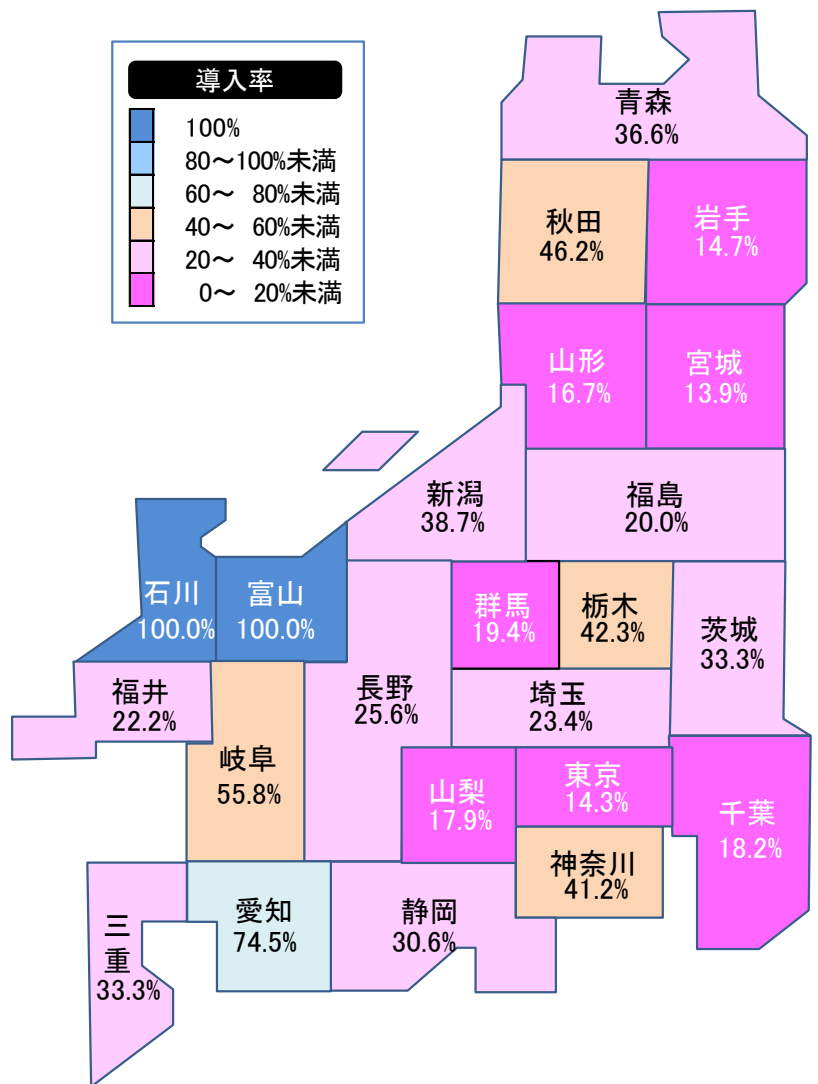 導入率
100%
80～100%未満
60～ 80%未満
40～ 60%未満
20～ 40%未満
0～ 20%未満
青森
36.6%
秋田
46.2%
岩手
14.7%
山形
16.7%
宮城
13.9%
新潟
38.7%
福島
20.0%
石川
100.0%
富山
100.0%
群馬
19.4%
栃木
42.3%
茨城
33.3%
福井
22.2%
長野
25.6%
埼玉
23.4%
岐阜
55.8%
山梨
17.9%
東京
14.3%
千葉
18.2%
神奈川
41.2%
三
重
33.3%
愛知
74.5%
静岡
30.6%